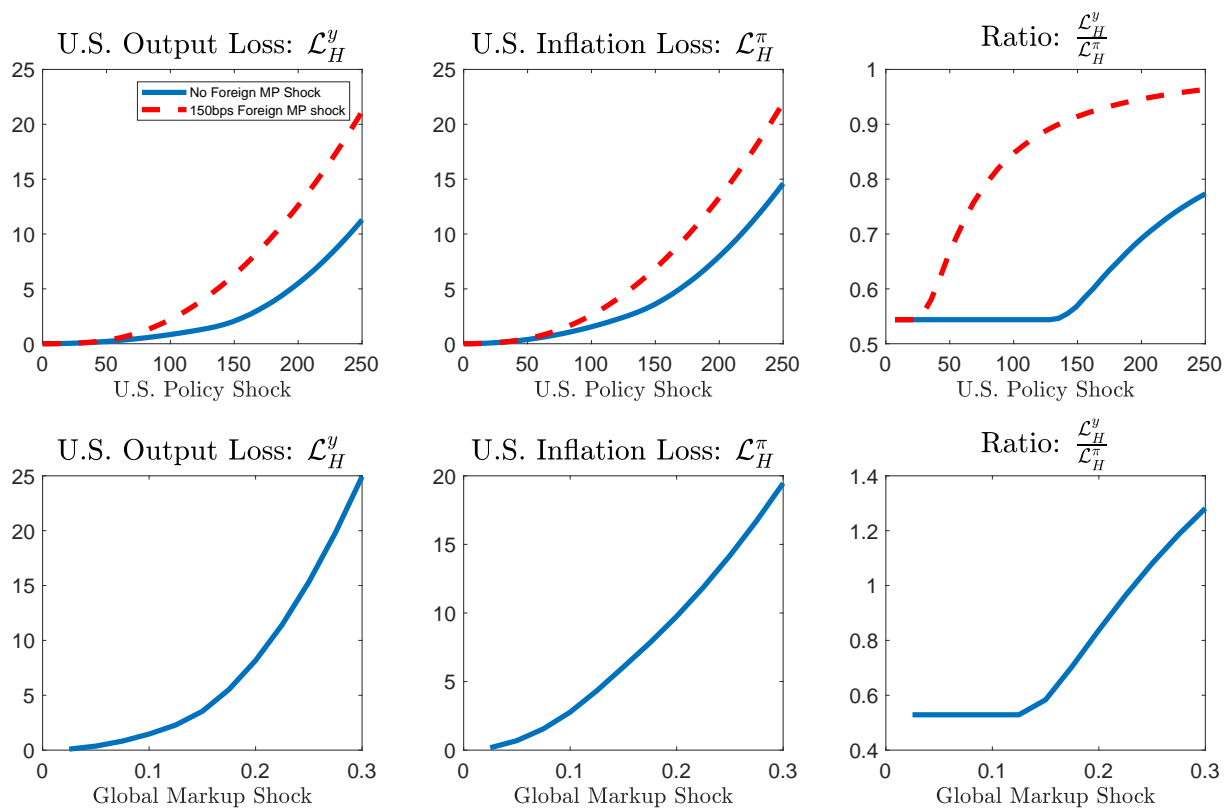 U.S. Output Loss: $\mathcal{L}_H^y$
25
20
15
10
5
0
0 50 100 150 200 250
U.S. Policy Shock
No Foreign MP Shock
150bps Foreign MP shock
U.S. Inflation Loss: $\mathcal{L}_H^\pi$
25
20
15
10
5
0
0 50 100 150 200 250
U.S. Policy Shock
Ratio: $\frac{\mathcal{L}_H^y}{\mathcal{L}_H^\pi}$
1
0.9
0.8
0.7
0.6
0.5
0 50 100 150 200 250
U.S. Policy Shock
U.S. Output Loss: $\mathcal{L}_H^y$
25
20
15
10
5
0
0 0.1 0.2 0.3
Global Markup Shock
U.S. Inflation Loss: $\mathcal{L}_H^\pi$
20
15
10
5
0
0 0.1 0.2 0.3
Global Markup Shock
Ratio: $\frac{\mathcal{L}_H^y}{\mathcal{L}_H^\pi}$
1.4
1.2
1
0.8
0.6
0.4
0 0.1 0.2 0.3
Global Markup Shock